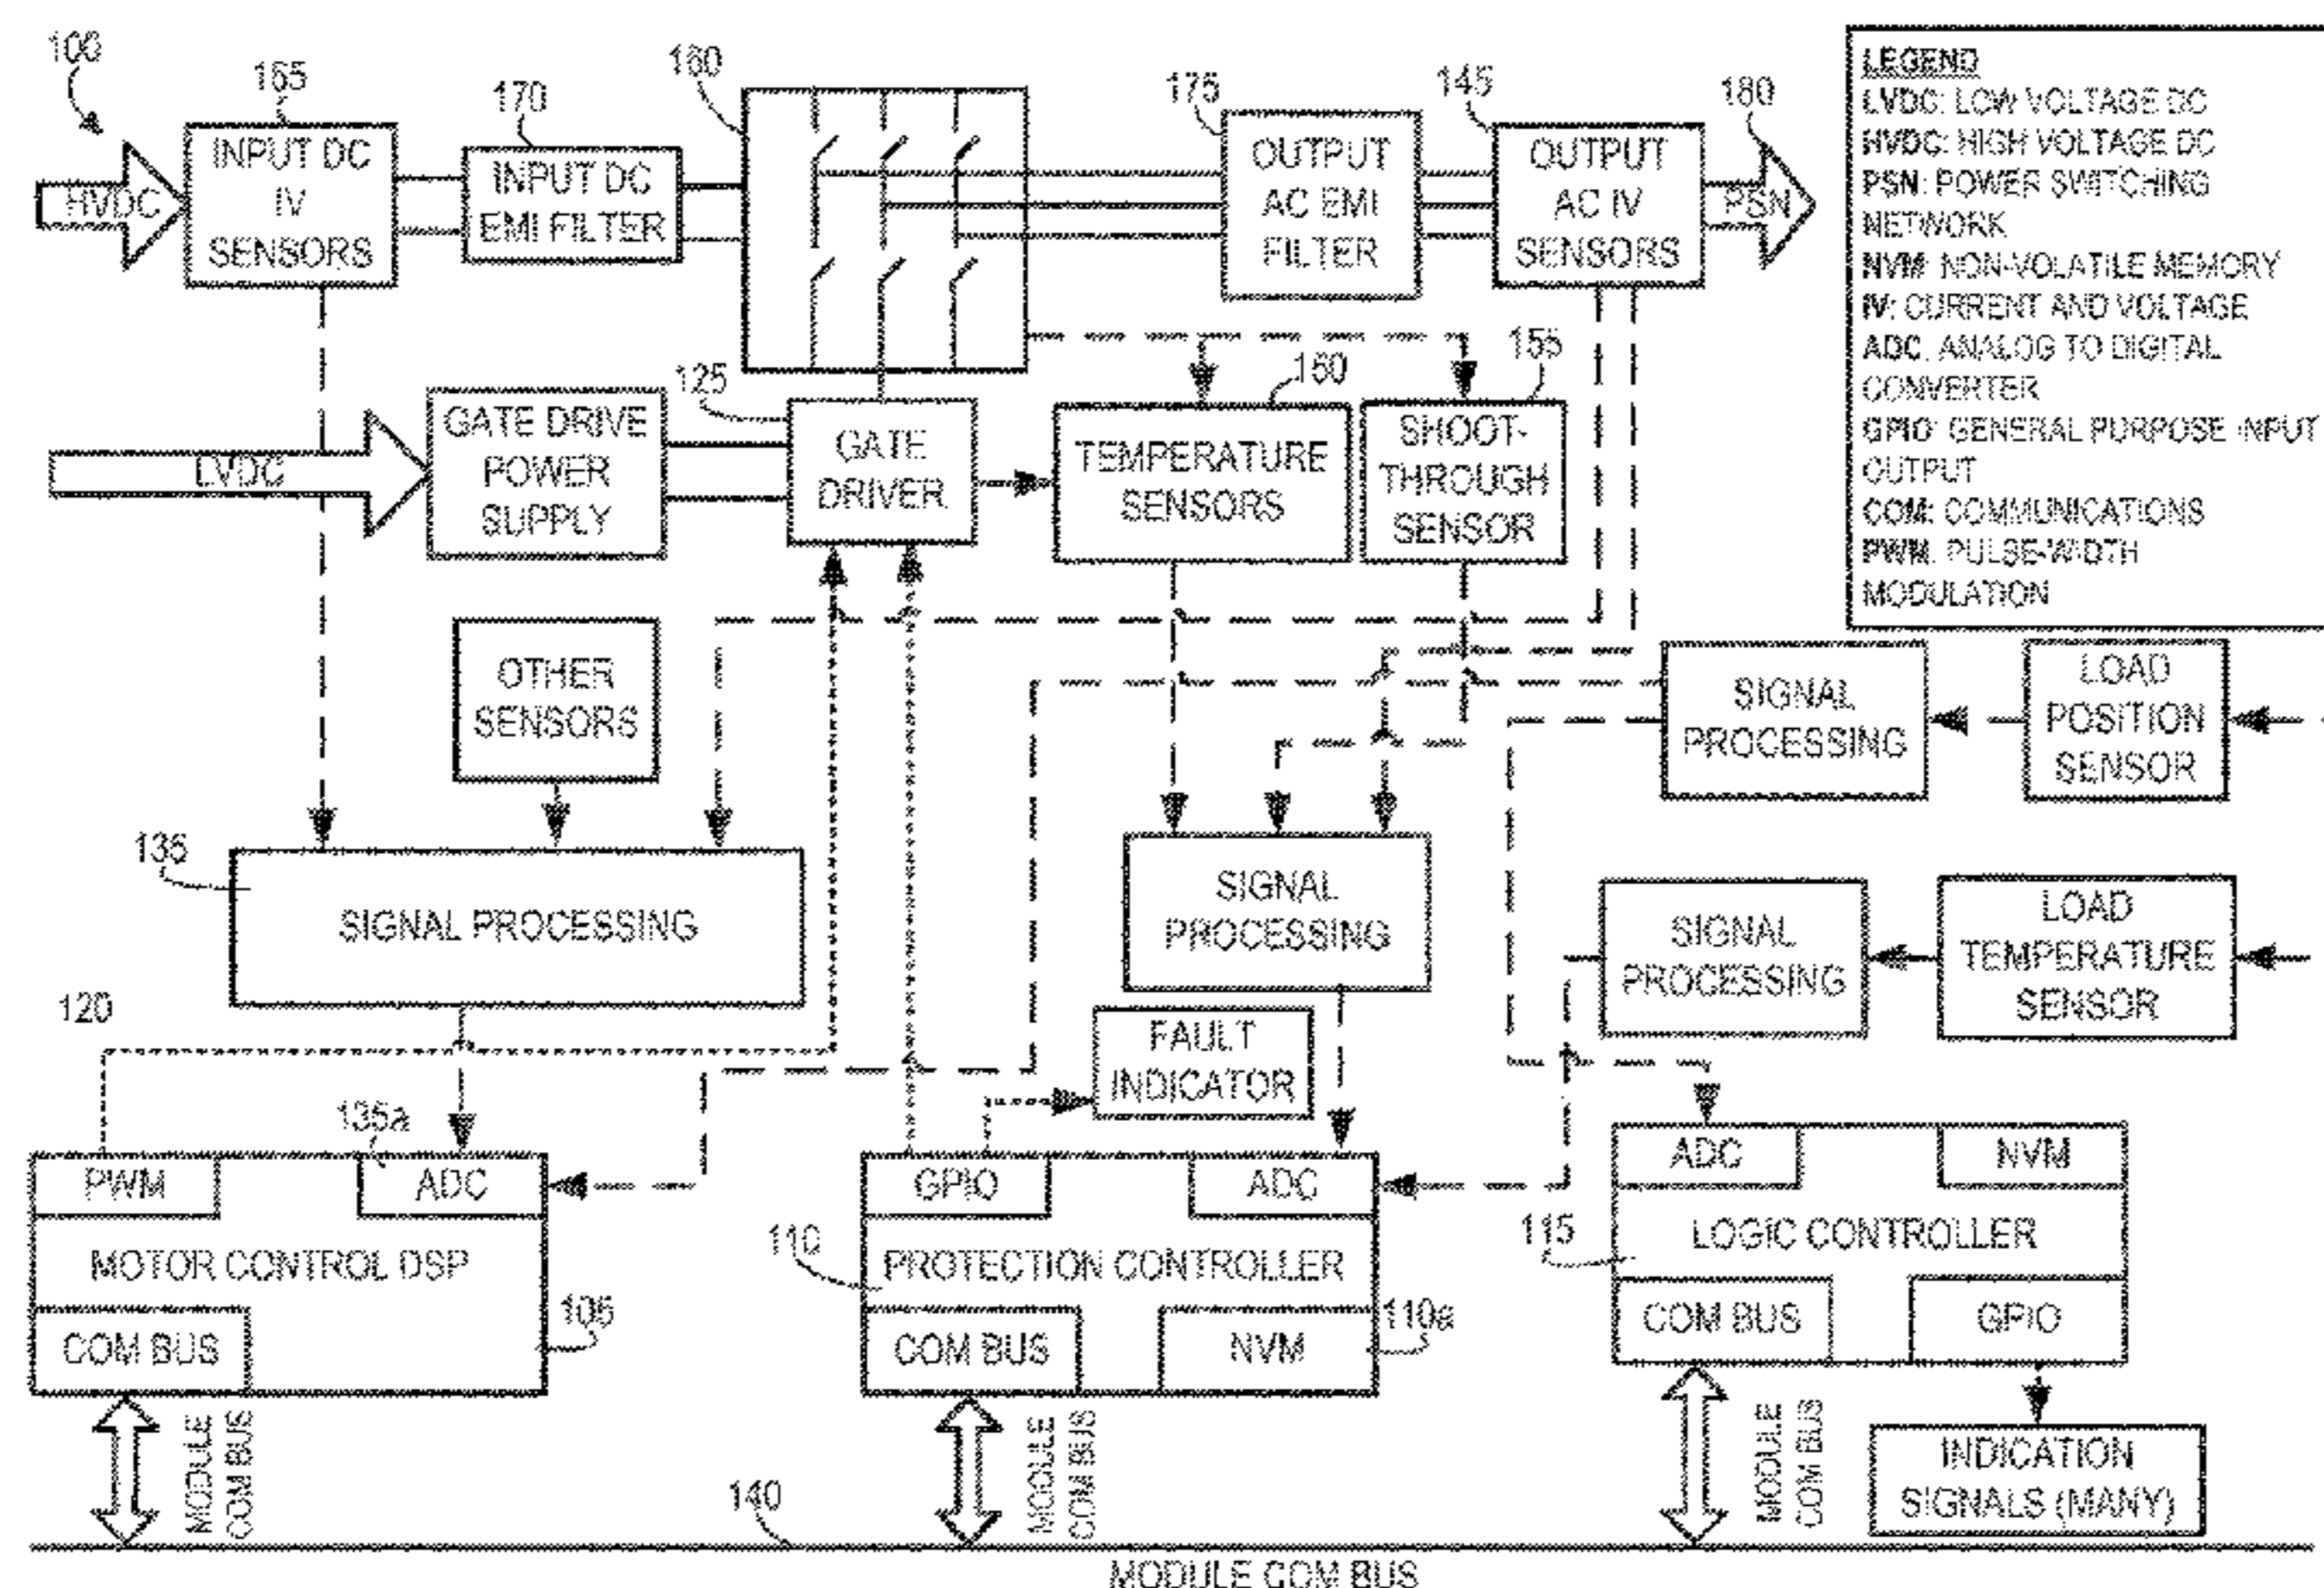 100
165
170
160
175
145
180
HVDC
INPUT DC
IV
SENSORS
INPUT DC
EMI FILTER
OUTPUT
AC EMI
FILTER
OUTPUT
AC IV
SENSORS
PSN
LEGEND
LVDC: LOW VOLTAGE DC
HVDC: HIGH VOLTAGE DC
PSN: POWER SWITCHING
NETWORK
NVM: NON-VOLATILE MEMORY
IV: CURRENT AND VOLTAGE
ADC: ANALOG TO DIGITAL
CONVERTER
GPIO: GENERAL PURPOSE INPUT
OUTPUT
COM: COMMUNICATIONS
PWM: PULSE-WIDTH
MODULATION
LVDC
GATE DRIVE
POWER
SUPPLY
125
GATE
DRIVER
150
TEMPERATURE
SENSORS
155
SHOOT-
THROUGH
SENSOR
OTHER
SENSORS
SIGNAL
PROCESSING
LOAD
POSITION
SENSOR
135
SIGNAL PROCESSING
SIGNAL
PROCESSING
SIGNAL
PROCESSING
LOAD
TEMPERATURE
SENSOR
120
FAULT
INDICATOR
135a
PWM
ADC
MOTOR CONTROL DSP
COM BUS
105
GPIO
ADC
110
PROTECTION CONTROLLER
COM BUS
NVM
110a
ADC
NVM
115
LOGIC CONTROLLER
COM BUS
GPIO
MODULE
COM BUS
MODULE
COM BUS
MODULE
COM BUS
INDICATION
SIGNALS (MANY)
140
MODULE COM BUS